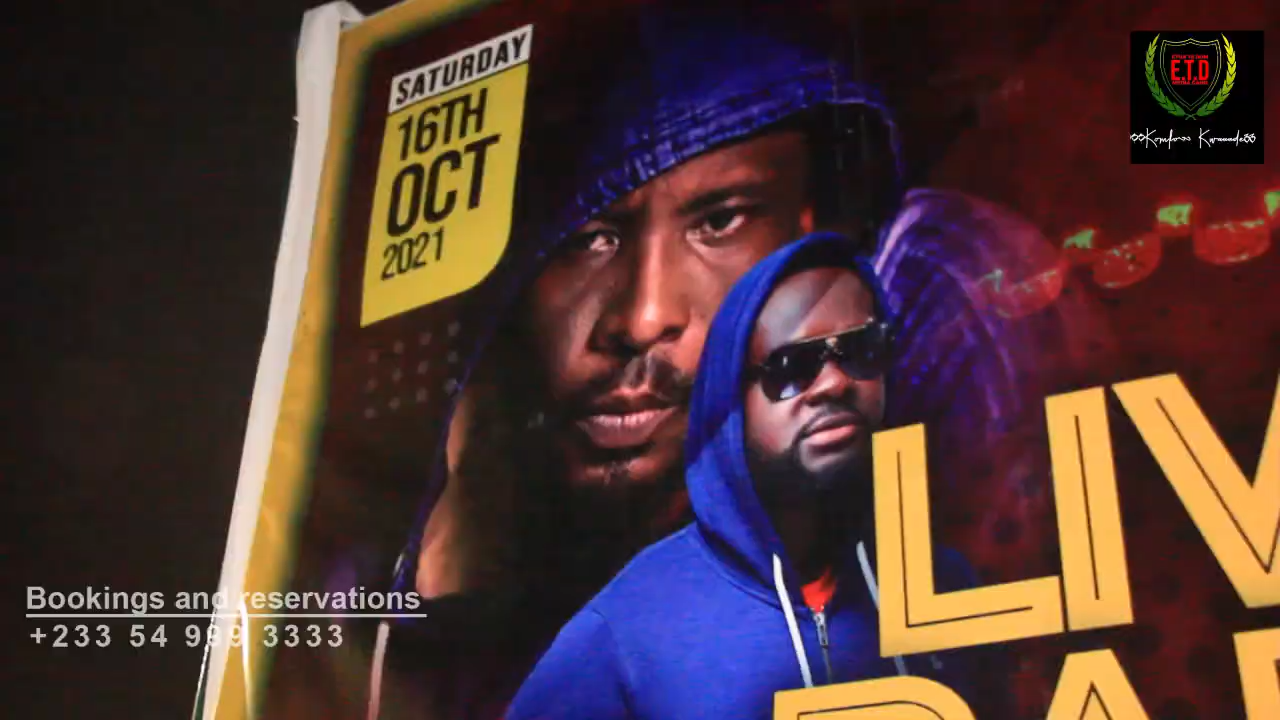 SATURDAY
16TH
OCT
2021
E.T.D
LIV
Bookings and reservations
+233 54 999 3333